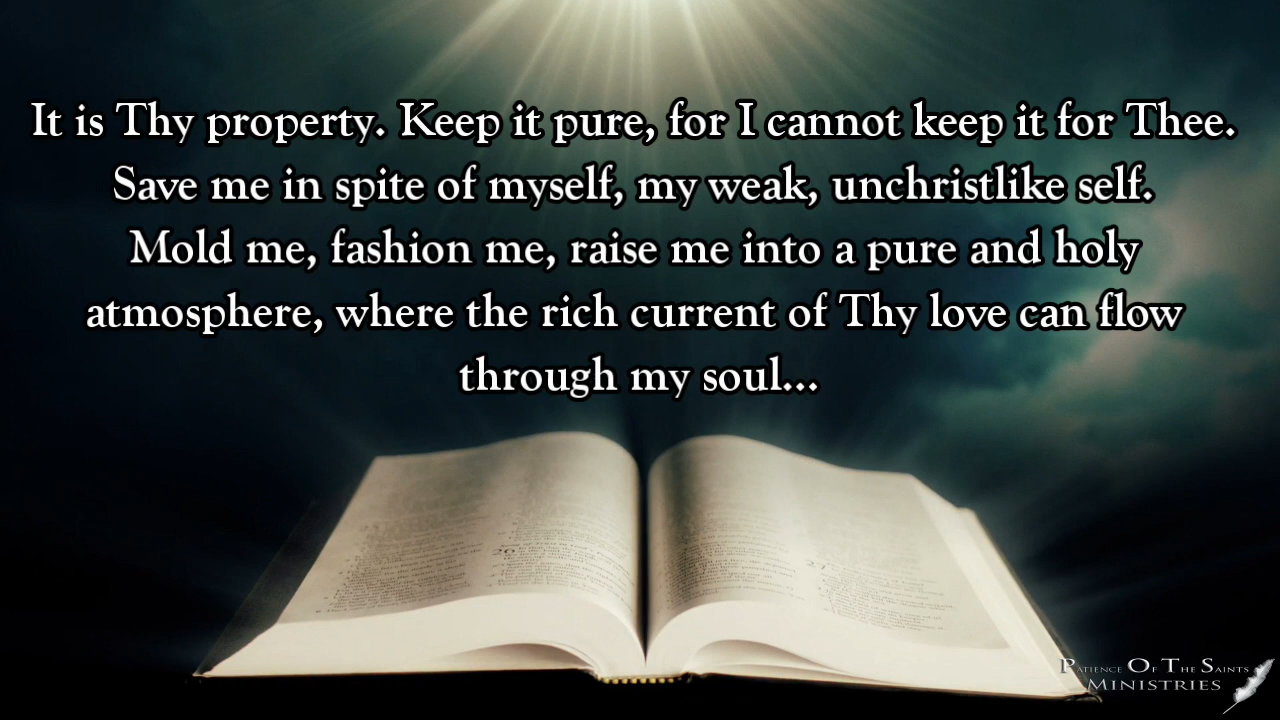 It is Thy property. Keep it pure, for I cannot keep it for Thee.
Save me in spite of myself, my weak, unchristlike self.
Mold me, fashion me, raise me into a pure and holy
atmosphere, where the rich current of Thy love can flow
through my soul...
26
27
Patience Of The Saints
Ministries